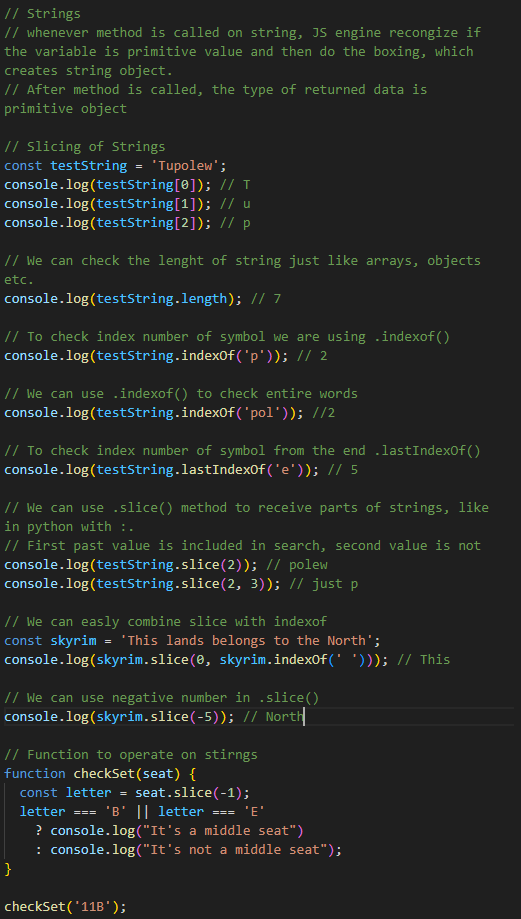 // Strings
// whenever method is called on string, JS engine recongize if
the variable is primitive value and then do the boxing, which
creates string object.
// After method is called, the type of returned data is
primitive object
// Slicing of Strings
const testString = 'Tupolew';
console.log(testString[0]); // T
console.log(testString[1]); // u
console.log(testString[2]); // p
// We can check the lenght of string just like arrays, objects
etc.
console.log(testString.length); // 7
// To check index number of symbol we are using .indexof()
console.log(testString.indexOf('p')); // 2
// We can use .indexof() to check entire words
console.log(testString.indexOf('pol')); //2
// To check index number of symbol from the end .lastIndexOf()
console.log(testString.lastIndexOf('e')); // 5
// We can use .slice() method to receive parts of strings, like
in python with :.
// First past value is included in search, second value is not
console.log(testString.slice(2)); // polew
console.log(testString.slice(2, 3)); // just p
// We can easly combine slice with indexof
const skyrim = 'This lands belongs to the North';
console.log(skyrim.slice(0, skyrim.indexOf(' '))); // This
// We can use negative number in .slice()
console.log(skyrim.slice(-5)); // North
// Function to operate on stirngs
function checkSet(seat) {
const letter = seat.slice(-1);
letter === 'B' || letter === 'E'
? console.log("It's a middle seat")
: console.log("It's not a middle seat");
}
checkSet('11B');